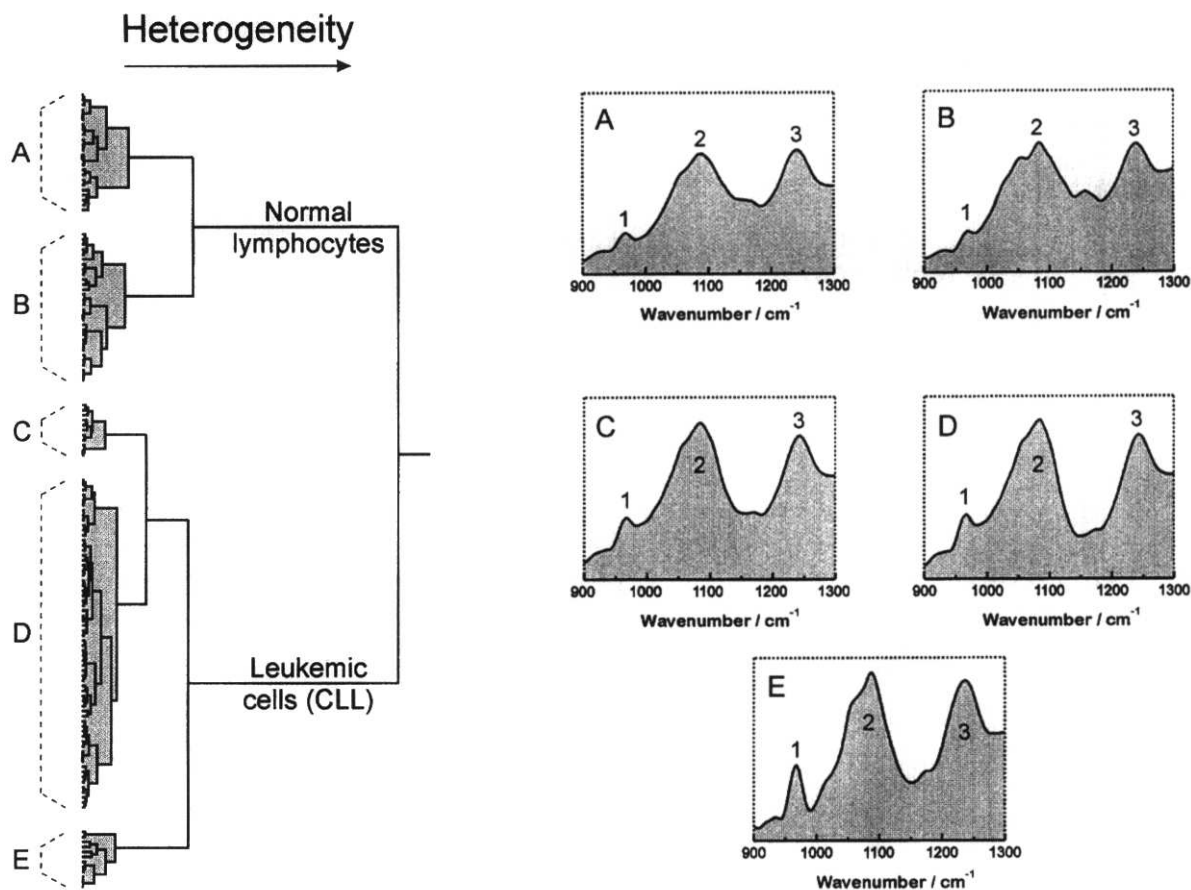 Heterogeneity
A
B
C
D
E
Normal
lymphocytes
Leukemic
cells (CLL)
A
1
2
3
900 1000 1100 1200 1300
Wavenumber / cm⁻¹
B
1
2
3
900 1000 1100 1200 1300
Wavenumber / cm⁻¹
C
1
2
3
900 1000 1100 1200 1300
Wavenumber / cm⁻¹
D
1
2
3
900 1000 1100 1200 1300
Wavenumber / cm⁻¹
E
1
2
3
900 1000 1100 1200 1300
Wavenumber / cm⁻¹